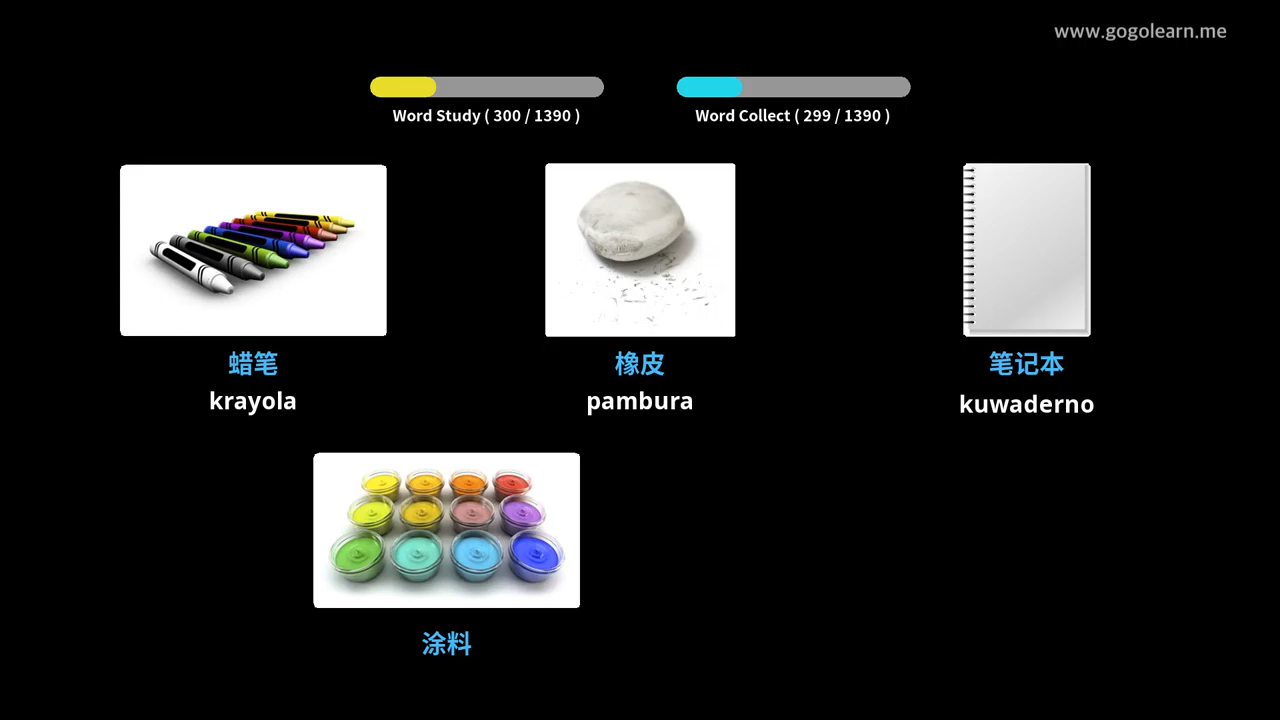 www.gogolearn.me
Word Study ( 300 / 1390 )
Word Collect ( 299 / 1390 )
蜡笔
橡皮
笔记本
krayola
pambura
kuwaderno
涂料